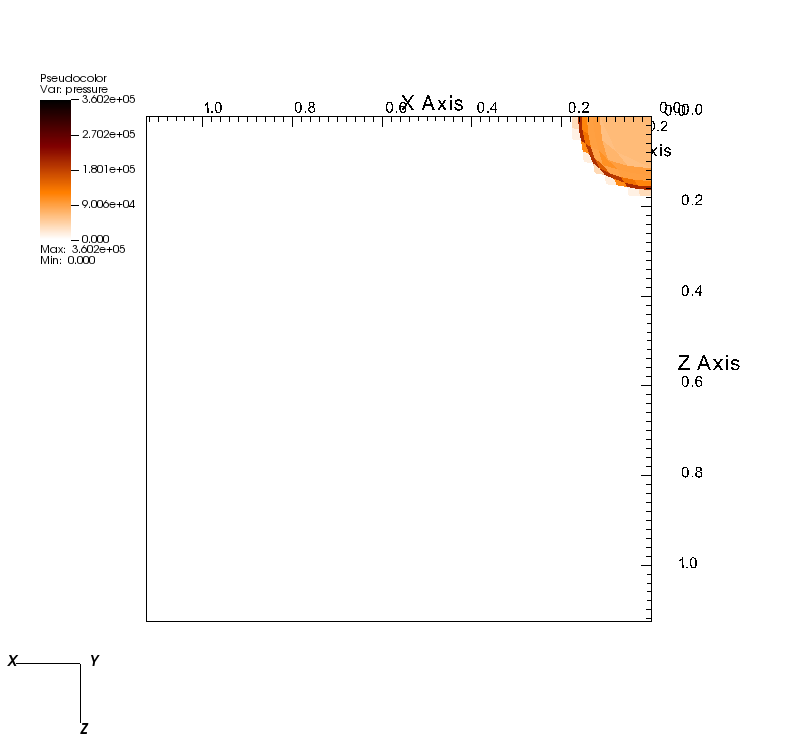 Pseudocolor
Var: pressure
3.602e+05
2.702e+05
1.801e+05
9.006e+04
0.000
Max: 3.602e+05
Min: 0.000
1.0 0.8 0.6 X Axis 0.4 0.2
0.0
0.2
xis
0.2
0.4
Z Axis
0.6
0.8
1.0
X Y
Z